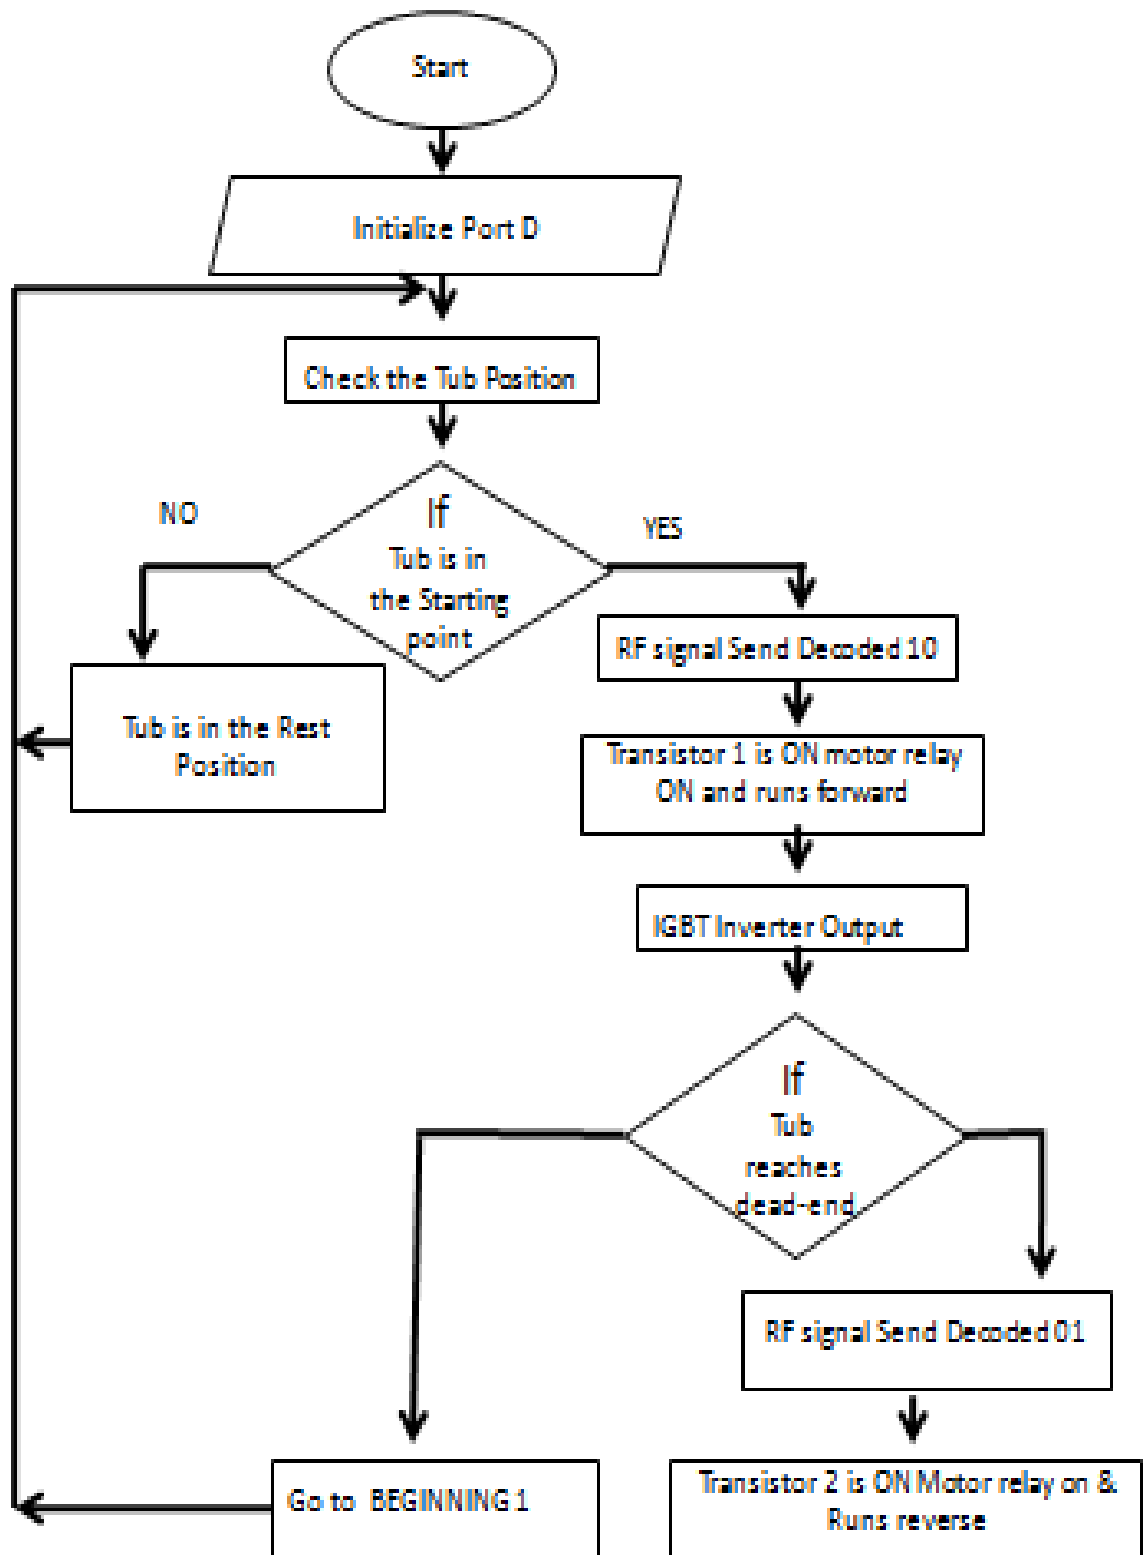 Start
Initialize Port D
Check the Tub Position
If
Tub is in
the Starting
point
NO
YES
Tub is in the Rest
Position
RF signal Send Decoded 10
Transistor 1 is ON motor relay
ON and runs forward
IGBT Inverter Output
If
Tub
reaches
dead-end
RF signal Send Decoded 01
Go to BEGINNING 1
Transistor 2 is ON Motor relay on &
Runs reverse